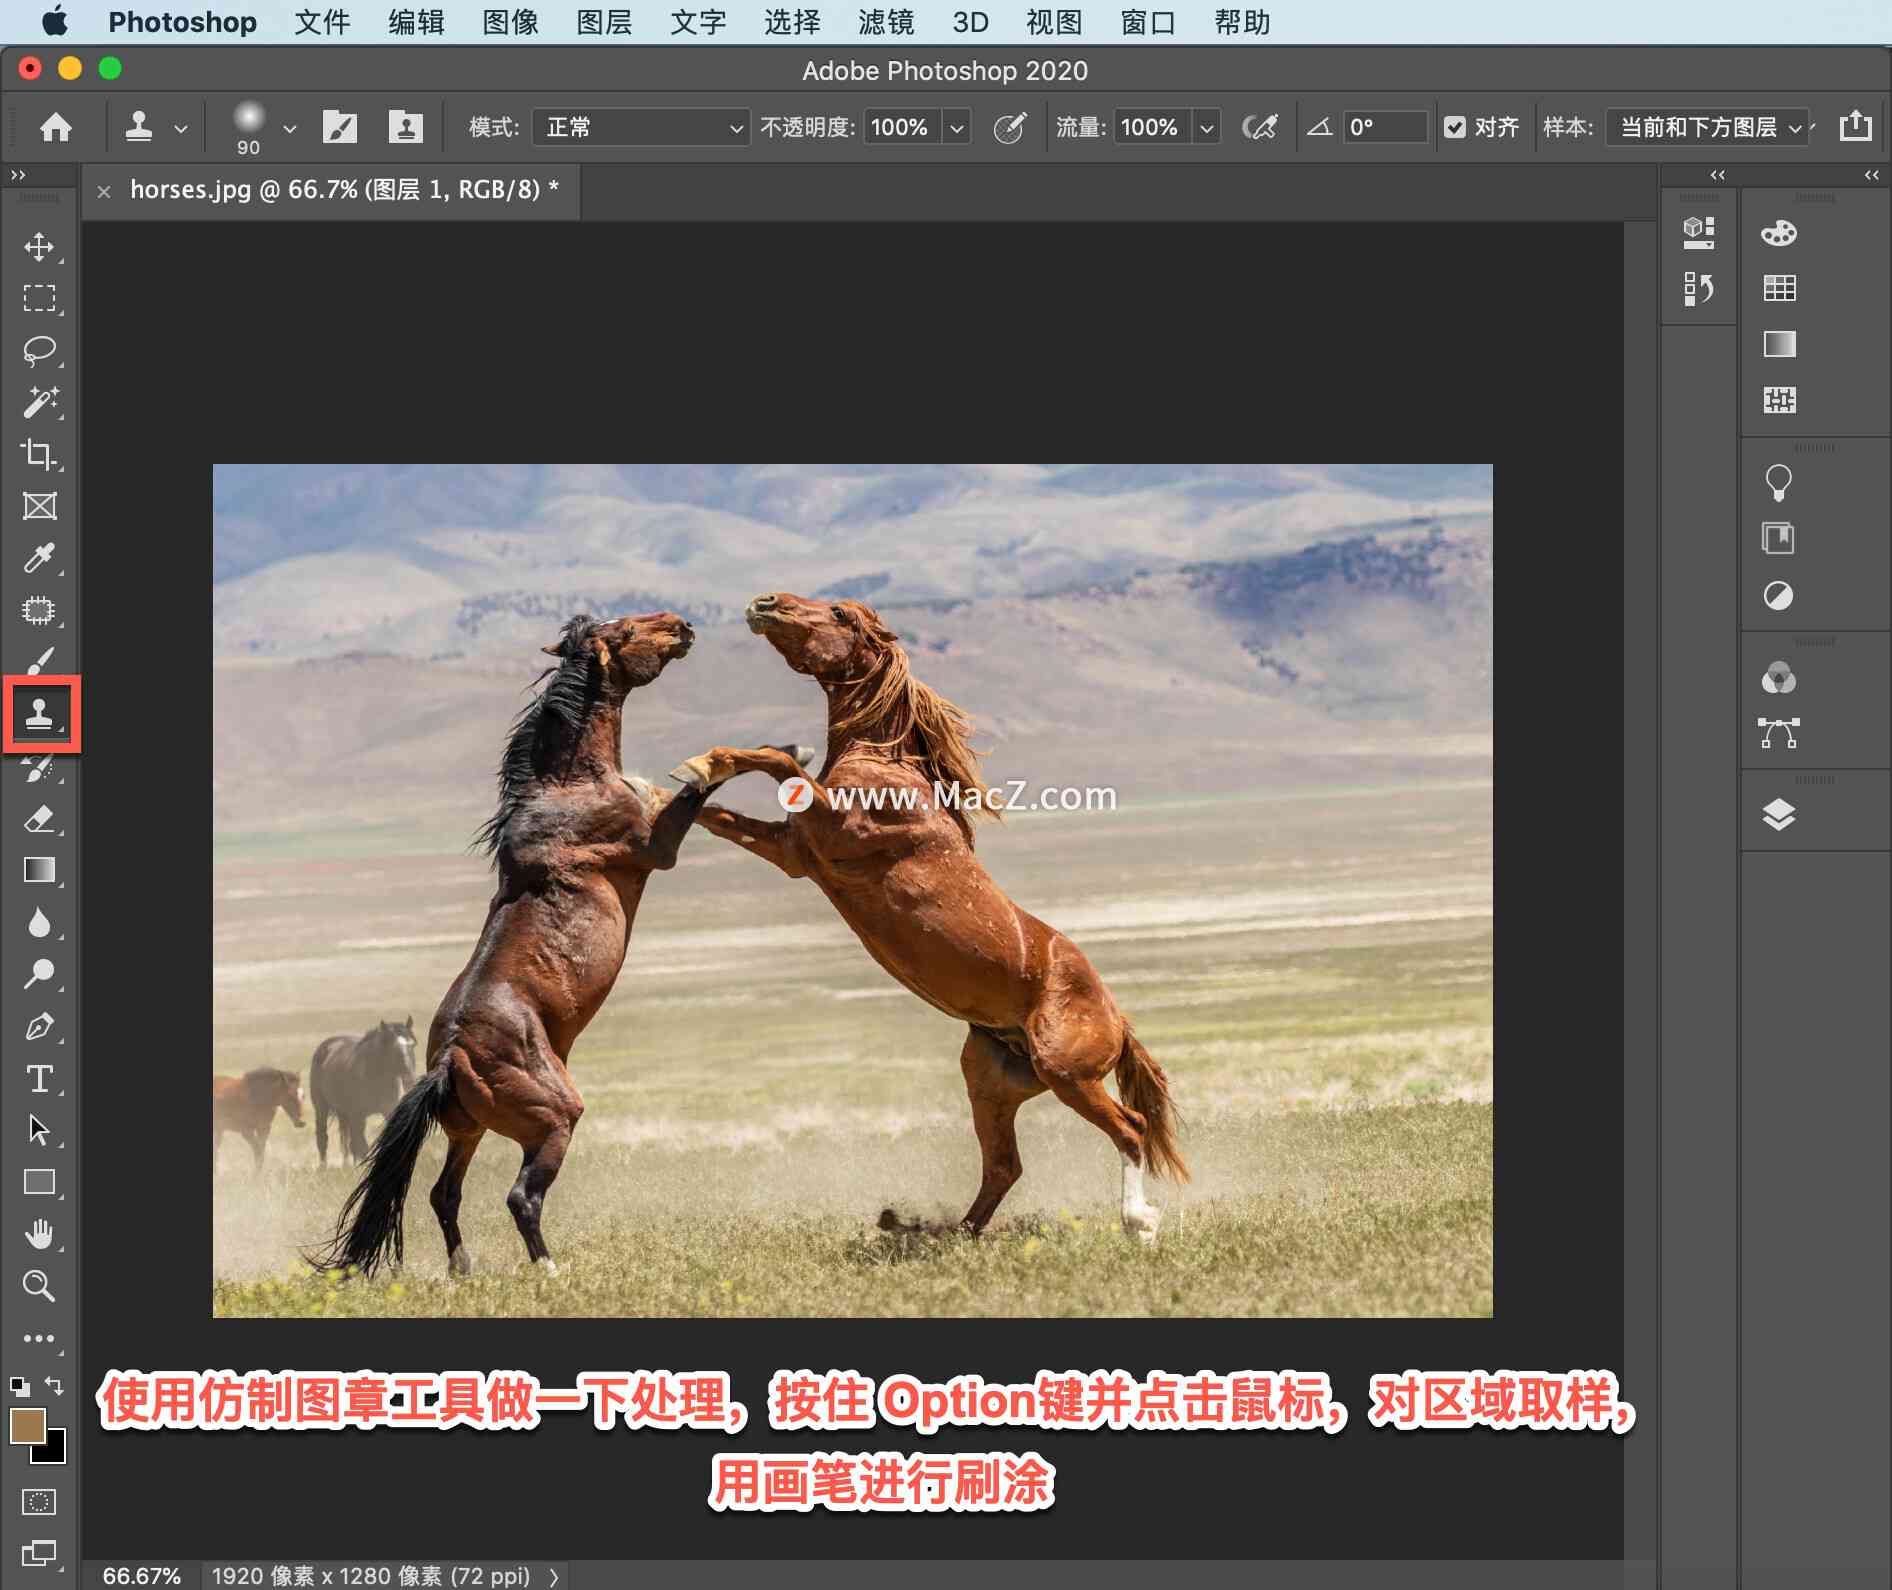 Photoshop 文件 编辑 图像 图层 文字 选择 滤镜 3D 视图 窗口 帮助
Adobe Photoshop 2020
90 模式: 正常 不透明度: 100% 流量: 100% 0° 对齐 样本: 当前和下方图层
horses.jpg @ 66.7% (图层 1, RGB/8) *
Z www.MacZ.com
使用仿制图章工具做一下处理，按住 Option键并点击鼠标，对区域取样，
用画笔进行刷涂
66.67% 1920 像素 x 1280 像素 (72 ppi)